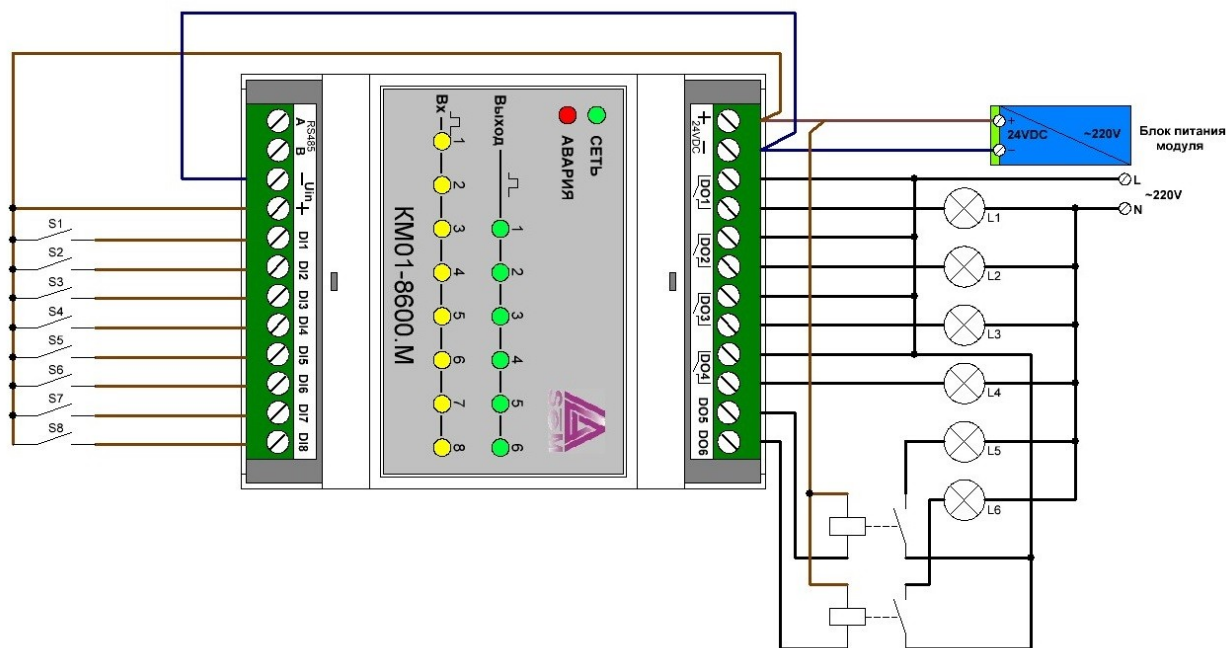 RS485
A
B
Uin
−
+
DI1
DI2
DI3
DI4
DI5
DI6
DI7
DI8
S1
S2
S3
S4
S5
S6
S7
S8
Вх
1
2
3
4
5
6
7
8
Выход
1
2
3
4
5
6
АВАРИЯ
СЕТЬ
KM01-8600.M
+
24VDC
−
DO1
DO2
DO3
DO4
DO5
DO6
+
24VDC
−
~220V
Блок питания
модуля
L
~220V
N
L1
L2
L3
L4
L5
L6